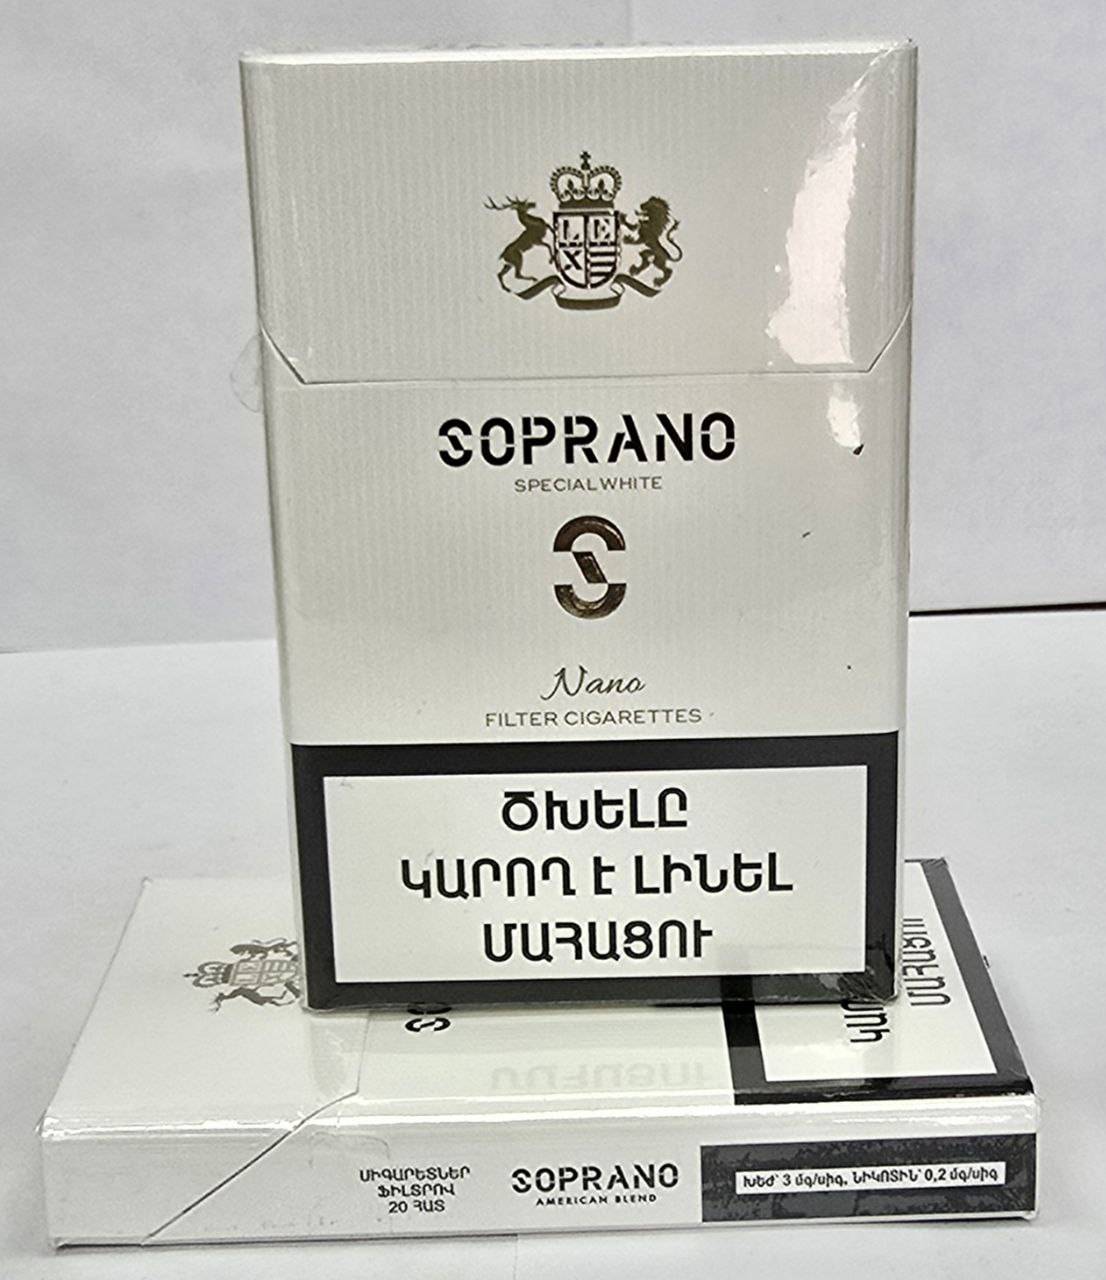 LE
X
SOPRANO
SPECIAL WHITE
Nano
FILTER CIGARETTES
ԾԽԵԼԸ
ԿԱՐՈՂ Է ԼԻՆԵԼ
ՄԱՀԱՑՈՒ
ՍԻԳԱՐԵՏՆԵՐ
ՖԻԼՏՐՈՎ
20 ՀԱՏ
SOPRANO
AMERICAN BLEND
ԽԵԺ՝ 3 մգ/սիգ, ՆԻԿՈՏԻՆ՝ 0,2 մգ/սիգ